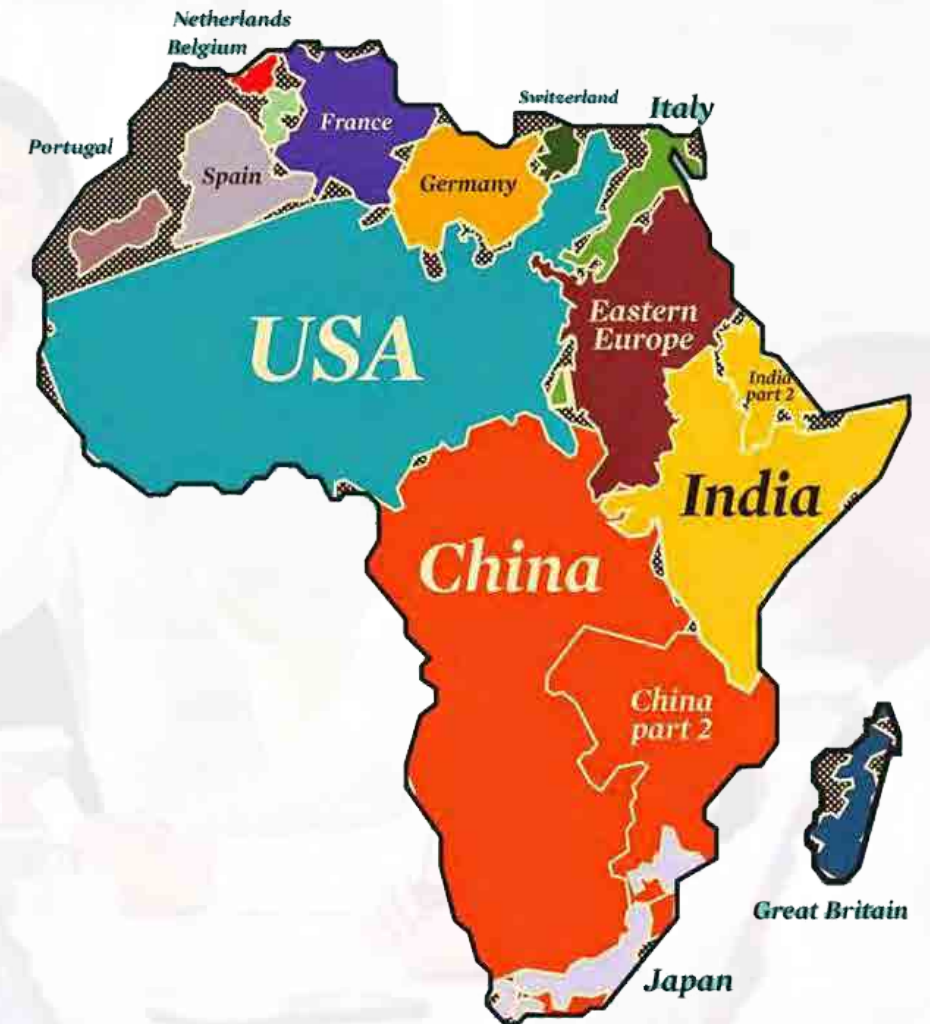 Netherlands
Belgium
Switzerland
Italy
Portugal
France
Spain
Germany
USA
Eastern
Europe
India
part 2
India
China
China
part 2
Great Britain
Japan